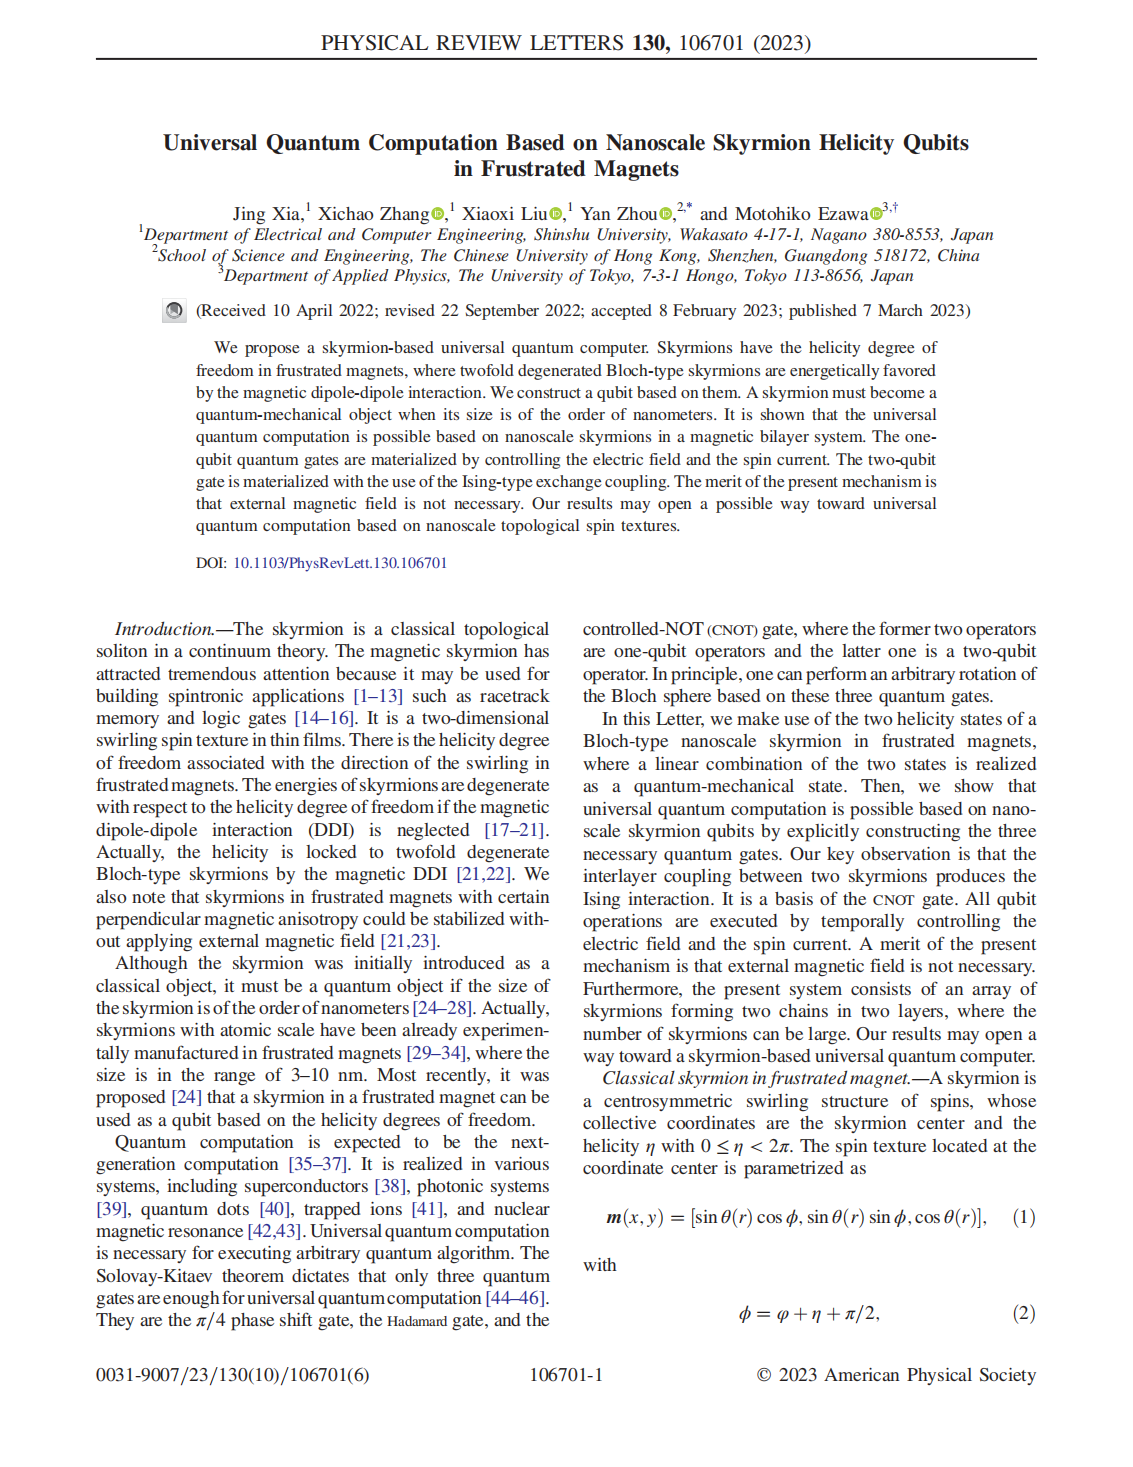 PHYSICAL REVIEW LETTERS 130, 106701 (2023)
Universal Quantum Computation Based on Nanoscale Skyrmion Helicity Qubits
in Frustrated Magnets
Jing Xia,1 Xichao Zhang,1 Xiaoxi Liu,1 Yan Zhou,2,* and Motohiko Ezawa3,†
1Department of Electrical and Computer Engineering, Shinshu University, Wakasato 4-17-1, Nagano 380-8553, Japan
2School of Science and Engineering, The Chinese University of Hong Kong, Shenzhen, Guangdong 518172, China
3Department of Applied Physics, The University of Tokyo, 7-3-1 Hongo, Tokyo 113-8656, Japan
(Received 10 April 2022; revised 22 September 2022; accepted 8 February 2023; published 7 March 2023)
We propose a skyrmion-based universal quantum computer. Skyrmions have the helicity degree of
freedom in frustrated magnets, where twofold degenerated Bloch-type skyrmions are energetically favored
by the magnetic dipole-dipole interaction. We construct a qubit based on them. A skyrmion must become a
quantum-mechanical object when its size is of the order of nanometers. It is shown that the universal
quantum computation is possible based on nanoscale skyrmions in a magnetic bilayer system. The one-
qubit quantum gates are materialized by controlling the electric field and the spin current. The two-qubit
gate is materialized with the use of the Ising-type exchange coupling. The merit of the present mechanism is
that external magnetic field is not necessary. Our results may open a possible way toward universal
quantum computation based on nanoscale topological spin textures.
DOI: 10.1103/PhysRevLett.130.106701
Introduction.—The skyrmion is a classical topological
soliton in a continuum theory. The magnetic skyrmion has
attracted tremendous attention because it may be used for
building spintronic applications [1–13] such as racetrack
memory and logic gates [14–16]. It is a two-dimensional
swirling spin texture in thin films. There is the helicity degree
of freedom associated with the direction of the swirling in
frustrated magnets. The energies of skyrmions are degenerate
with respect to the helicity degree of freedom if the magnetic
dipole-dipole interaction (DDI) is neglected [17–21].
Actually, the helicity is locked to twofold degenerate
Bloch-type skyrmions by the magnetic DDI [21,22]. We
also note that skyrmions in frustrated magnets with certain
perpendicular magnetic anisotropy could be stabilized with-
out applying external magnetic field [21,23].
Although the skyrmion was initially introduced as a
classical object, it must be a quantum object if the size of
the skyrmion is of the order of nanometers [24–28]. Actually,
skyrmions with atomic scale have been already experimen-
tally manufactured in frustrated magnets [29–34], where the
size is in the range of 3–10 nm. Most recently, it was
proposed [24] that a skyrmion in a frustrated magnet can be
used as a qubit based on the helicity degrees of freedom.
Quantum computation is expected to be the next-
generation computation [35–37]. It is realized in various
systems, including superconductors [38], photonic systems
[39], quantum dots [40], trapped ions [41], and nuclear
magnetic resonance [42,43]. Universal quantum computation
is necessary for executing arbitrary quantum algorithm. The
Solovay-Kitaev theorem dictates that only three quantum
gates are enough for universal quantum computation [44–46].
They are the π/4 phase shift gate, the Hadamard gate, and the
controlled-NOT (CNOT) gate, where the former two operators
are one-qubit operators and the latter one is a two-qubit
operator. In principle, one can perform an arbitrary rotation of
the Bloch sphere based on these three quantum gates.
In this Letter, we make use of the two helicity states of a
Bloch-type nanoscale skyrmion in frustrated magnets,
where a linear combination of the two states is realized
as a quantum-mechanical state. Then, we show that
universal quantum computation is possible based on nano-
scale skyrmion qubits by explicitly constructing the three
necessary quantum gates. Our key observation is that the
interlayer coupling between two skyrmions produces the
Ising interaction. It is a basis of the CNOT gate. All qubit
operations are executed by temporally controlling the
electric field and the spin current. A merit of the present
mechanism is that external magnetic field is not necessary.
Furthermore, the present system consists of an array of
skyrmions forming two chains in two layers, where the
number of skyrmions can be large. Our results may open a
way toward a skyrmion-based universal quantum computer.
Classical skyrmion in frustrated magnet.—A skyrmion is
a centrosymmetric swirling structure of spins, whose
collective coordinates are the skyrmion center and the
helicity η with 0 ≤ η < 2π. The spin texture located at the
coordinate center is parametrized as
m(x, y) = [sin θ(r) cos ϕ, sin θ(r) sin ϕ, cos θ(r)], (1)
with
ϕ = φ + η + π/2, (2)
0031-9007/23/130(10)/106701(6)
106701-1
© 2023 American Physical Society